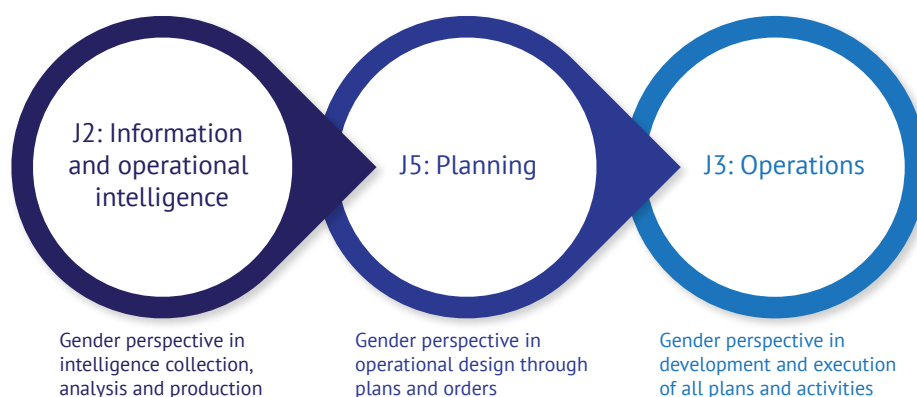 J2: Information
and operational
intelligence
J5: Planning
J3: Operations
Gender perspective in
intelligence collection,
analysis and production
Gender perspective in
operational design through
plans and orders
Gender perspective in
development and execution
of all plans and activities